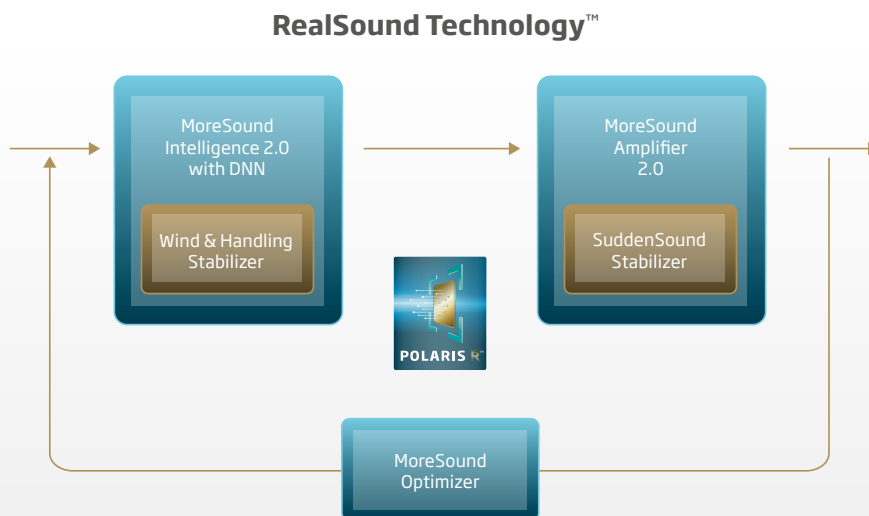 RealSound Technology™
MoreSound
Intelligence 2.0
with DNN
Wind & Handling
Stabilizer
MoreSound
Amplifier
2.0
SuddenSound
Stabilizer
POLARIS R™
MoreSound
Optimizer